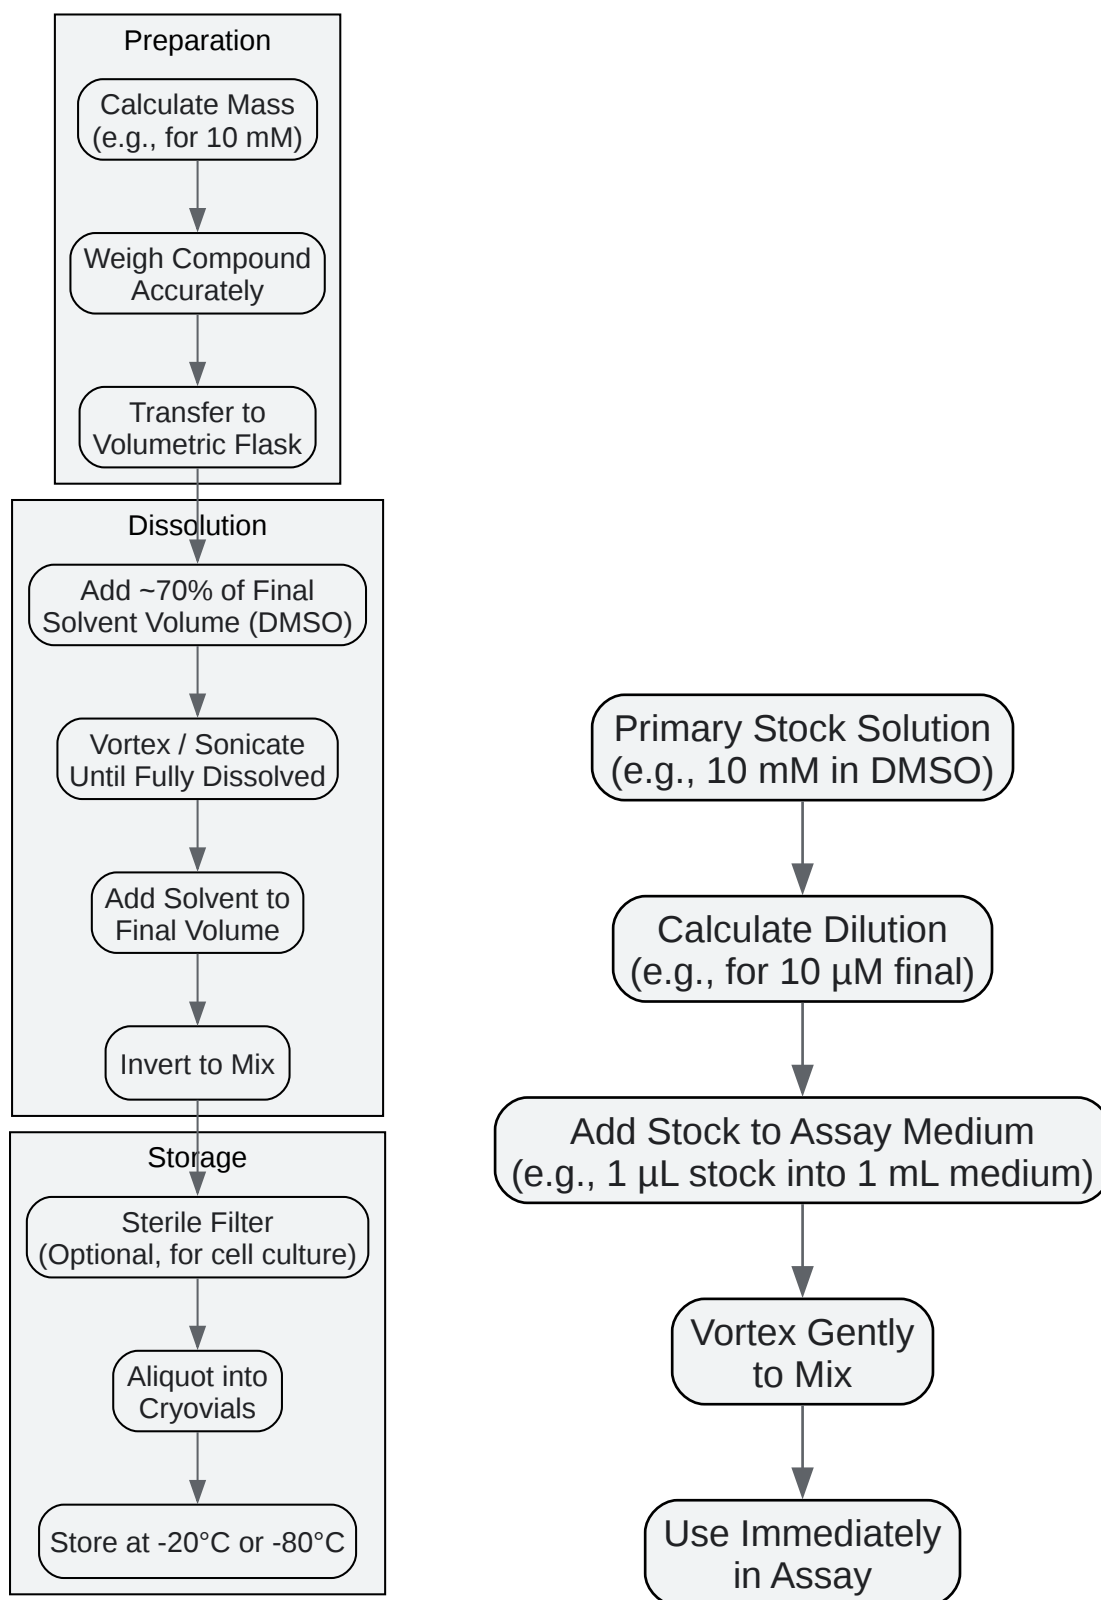 Preparation
Calculate Mass
(e.g., for 10 mM)
Weigh Compound
Accurately
Transfer to
Volumetric Flask
Dissolution
Add ~70% of Final
Solvent Volume (DMSO)
Vortex / Sonicate
Until Fully Dissolved
Add Solvent to
Final Volume
Invert to Mix
Storage
Sterile Filter
(Optional, for cell culture)
Aliquot into
Cryovials
Store at -20°C or -80°C
Primary Stock Solution
(e.g., 10 mM in DMSO)
Calculate Dilution
(e.g., for 10 µM final)
Add Stock to Assay Medium
(e.g., 1 µL stock into 1 mL medium)
Vortex Gently
to Mix
Use Immediately
in Assay